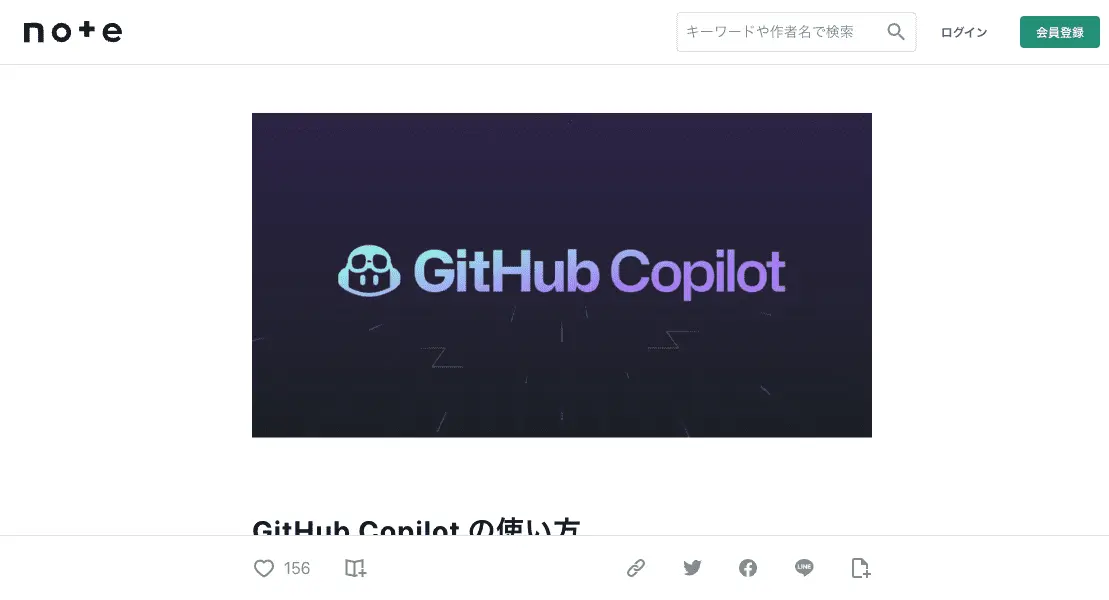 note
キーワードや作者名で検索
ログイン
会員登録
GitHub Copilot
GitHub Copilot の使い方
156
LINE